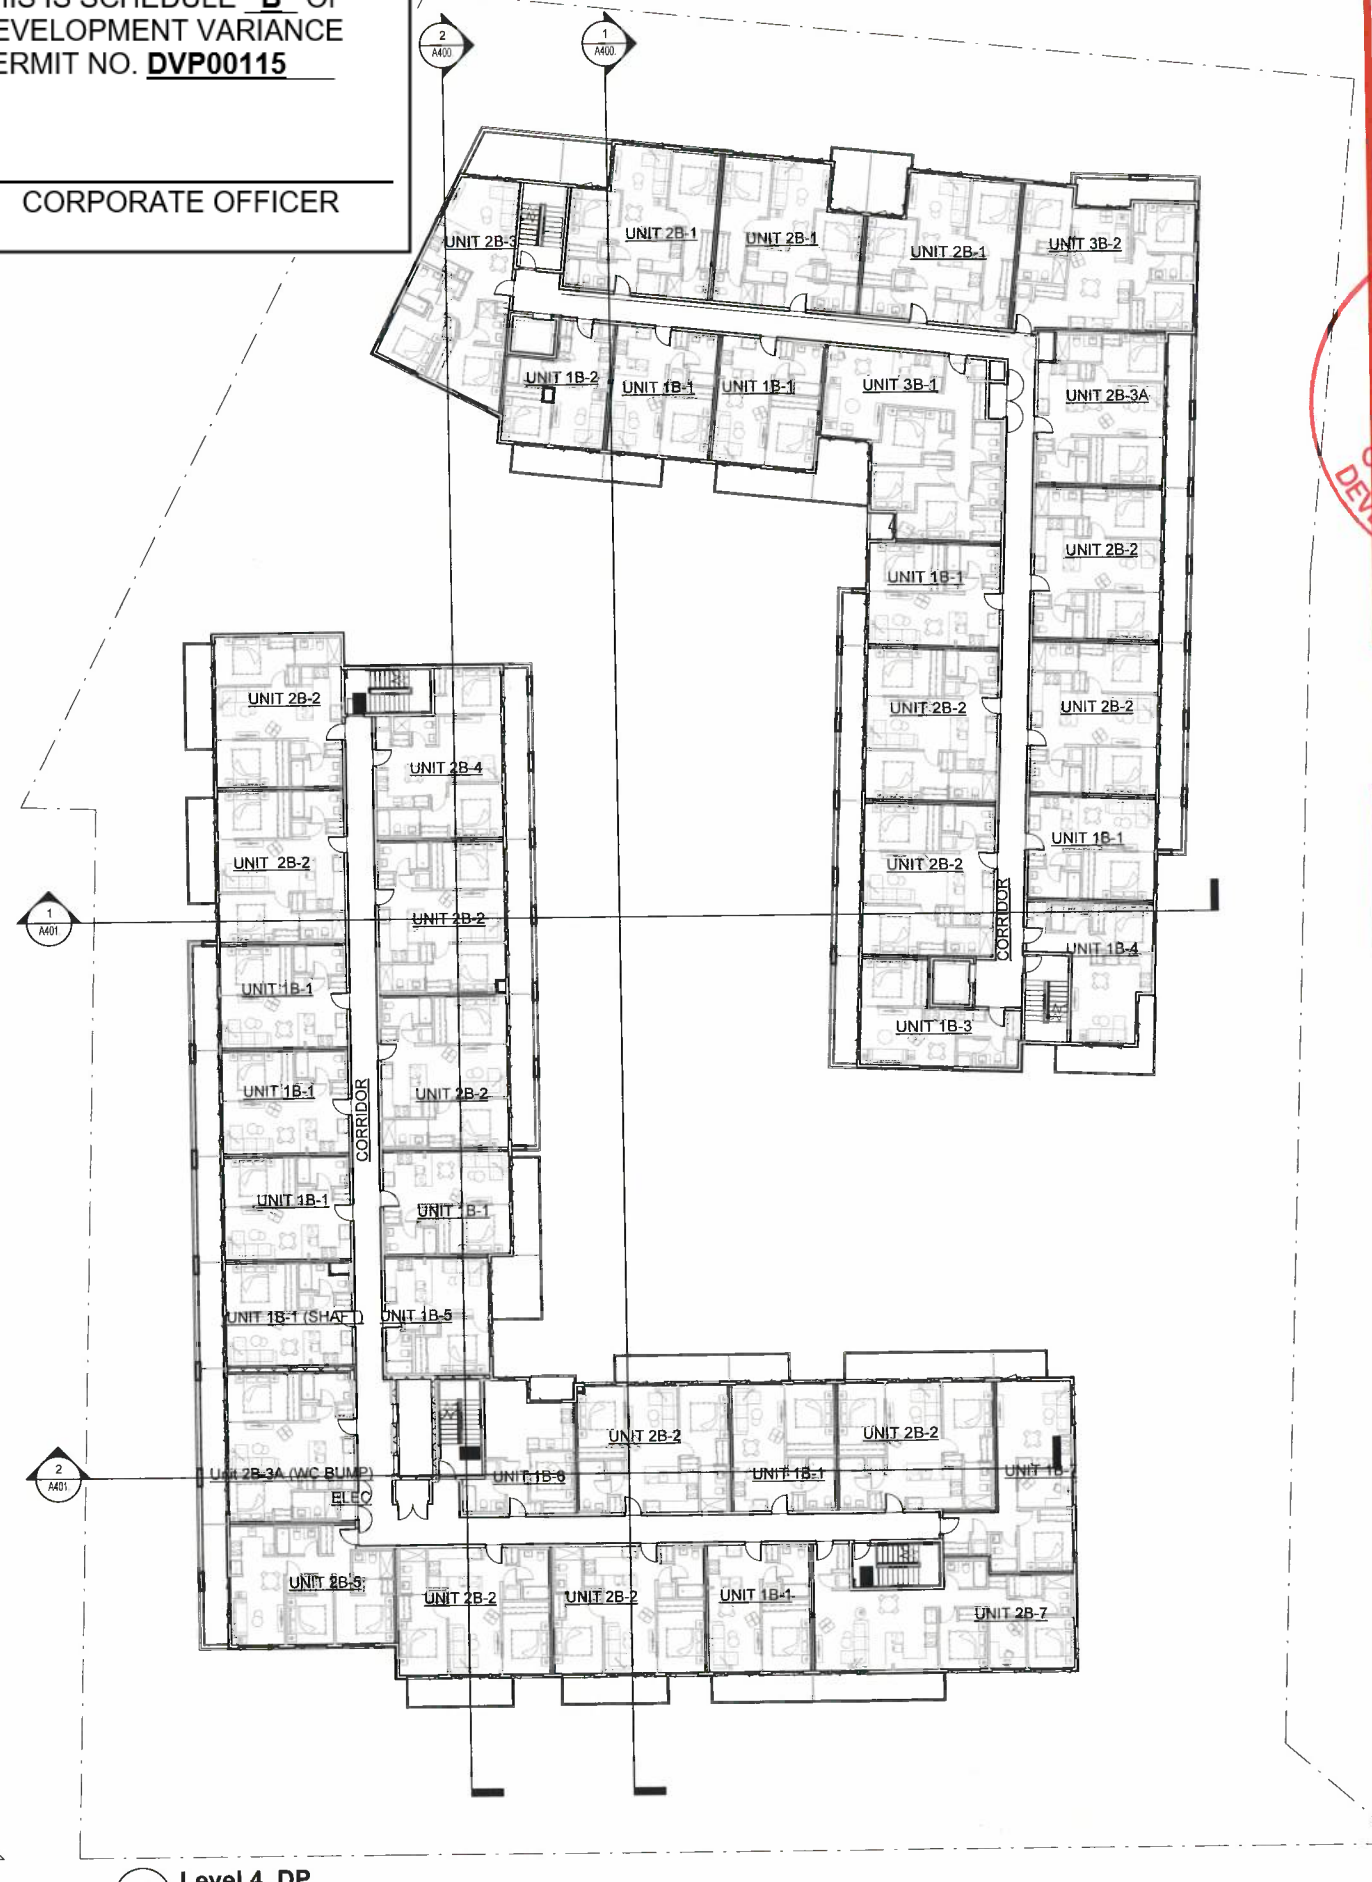 HIS IS SCHEDULE "B" OF
EVELOPMENT VARIANCE
ERMIT NO. DVP00115
CORPORATE OFFICER
2
A400
1
A400
UNIT 2B-3
UNIT 2B-1
UNIT 2B-1
UNIT 2B-1
UNIT 3B-2
UNIT 1B-2
UNIT 1B-1
UNIT 1B-1
UNIT 3B-1
UNIT 2B-3A
UNIT 2B-2
UNIT 1B-1
UNIT 2B-2
UNIT 2B-2
UNIT 2B-2
UNIT 1B-1
CORRIDOR
UNIT 1B-4
UNIT 1B-3
UNIT 2B-2
UNIT 2B-4
UNIT 2B-2
UNIT 2B-2
1
A401
UNIT 1B-1
UNIT 1B-1
UNIT 2B-2
CORRIDOR
UNIT 1B-1
UNIT 1B-1
UNIT 1B-1 (SHAFT)
UNIT 1B-5
2
A401
Unit 2B-3A (WC BUMP)
ELEC
UNIT 1B-6
UNIT 2B-2
UNIT 1B-1
UNIT 2B-2
UNIT 1B-
UNIT 2B-5
UNIT 2B-2
UNIT 2B-2
UNIT 1B-1
UNIT 2B-7
DEV
Level 4 DP